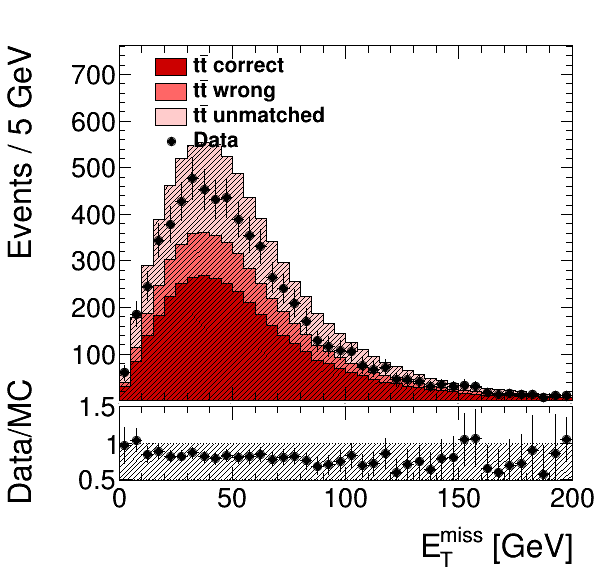 Events / 5 GeV
700
600
500
400
300
200
100
tt̄ correct
tt̄ wrong
tt̄ unmatched
Data
Data/MC
1.5
1
0.5
0 50 100 150 200
E_T^miss [GeV]